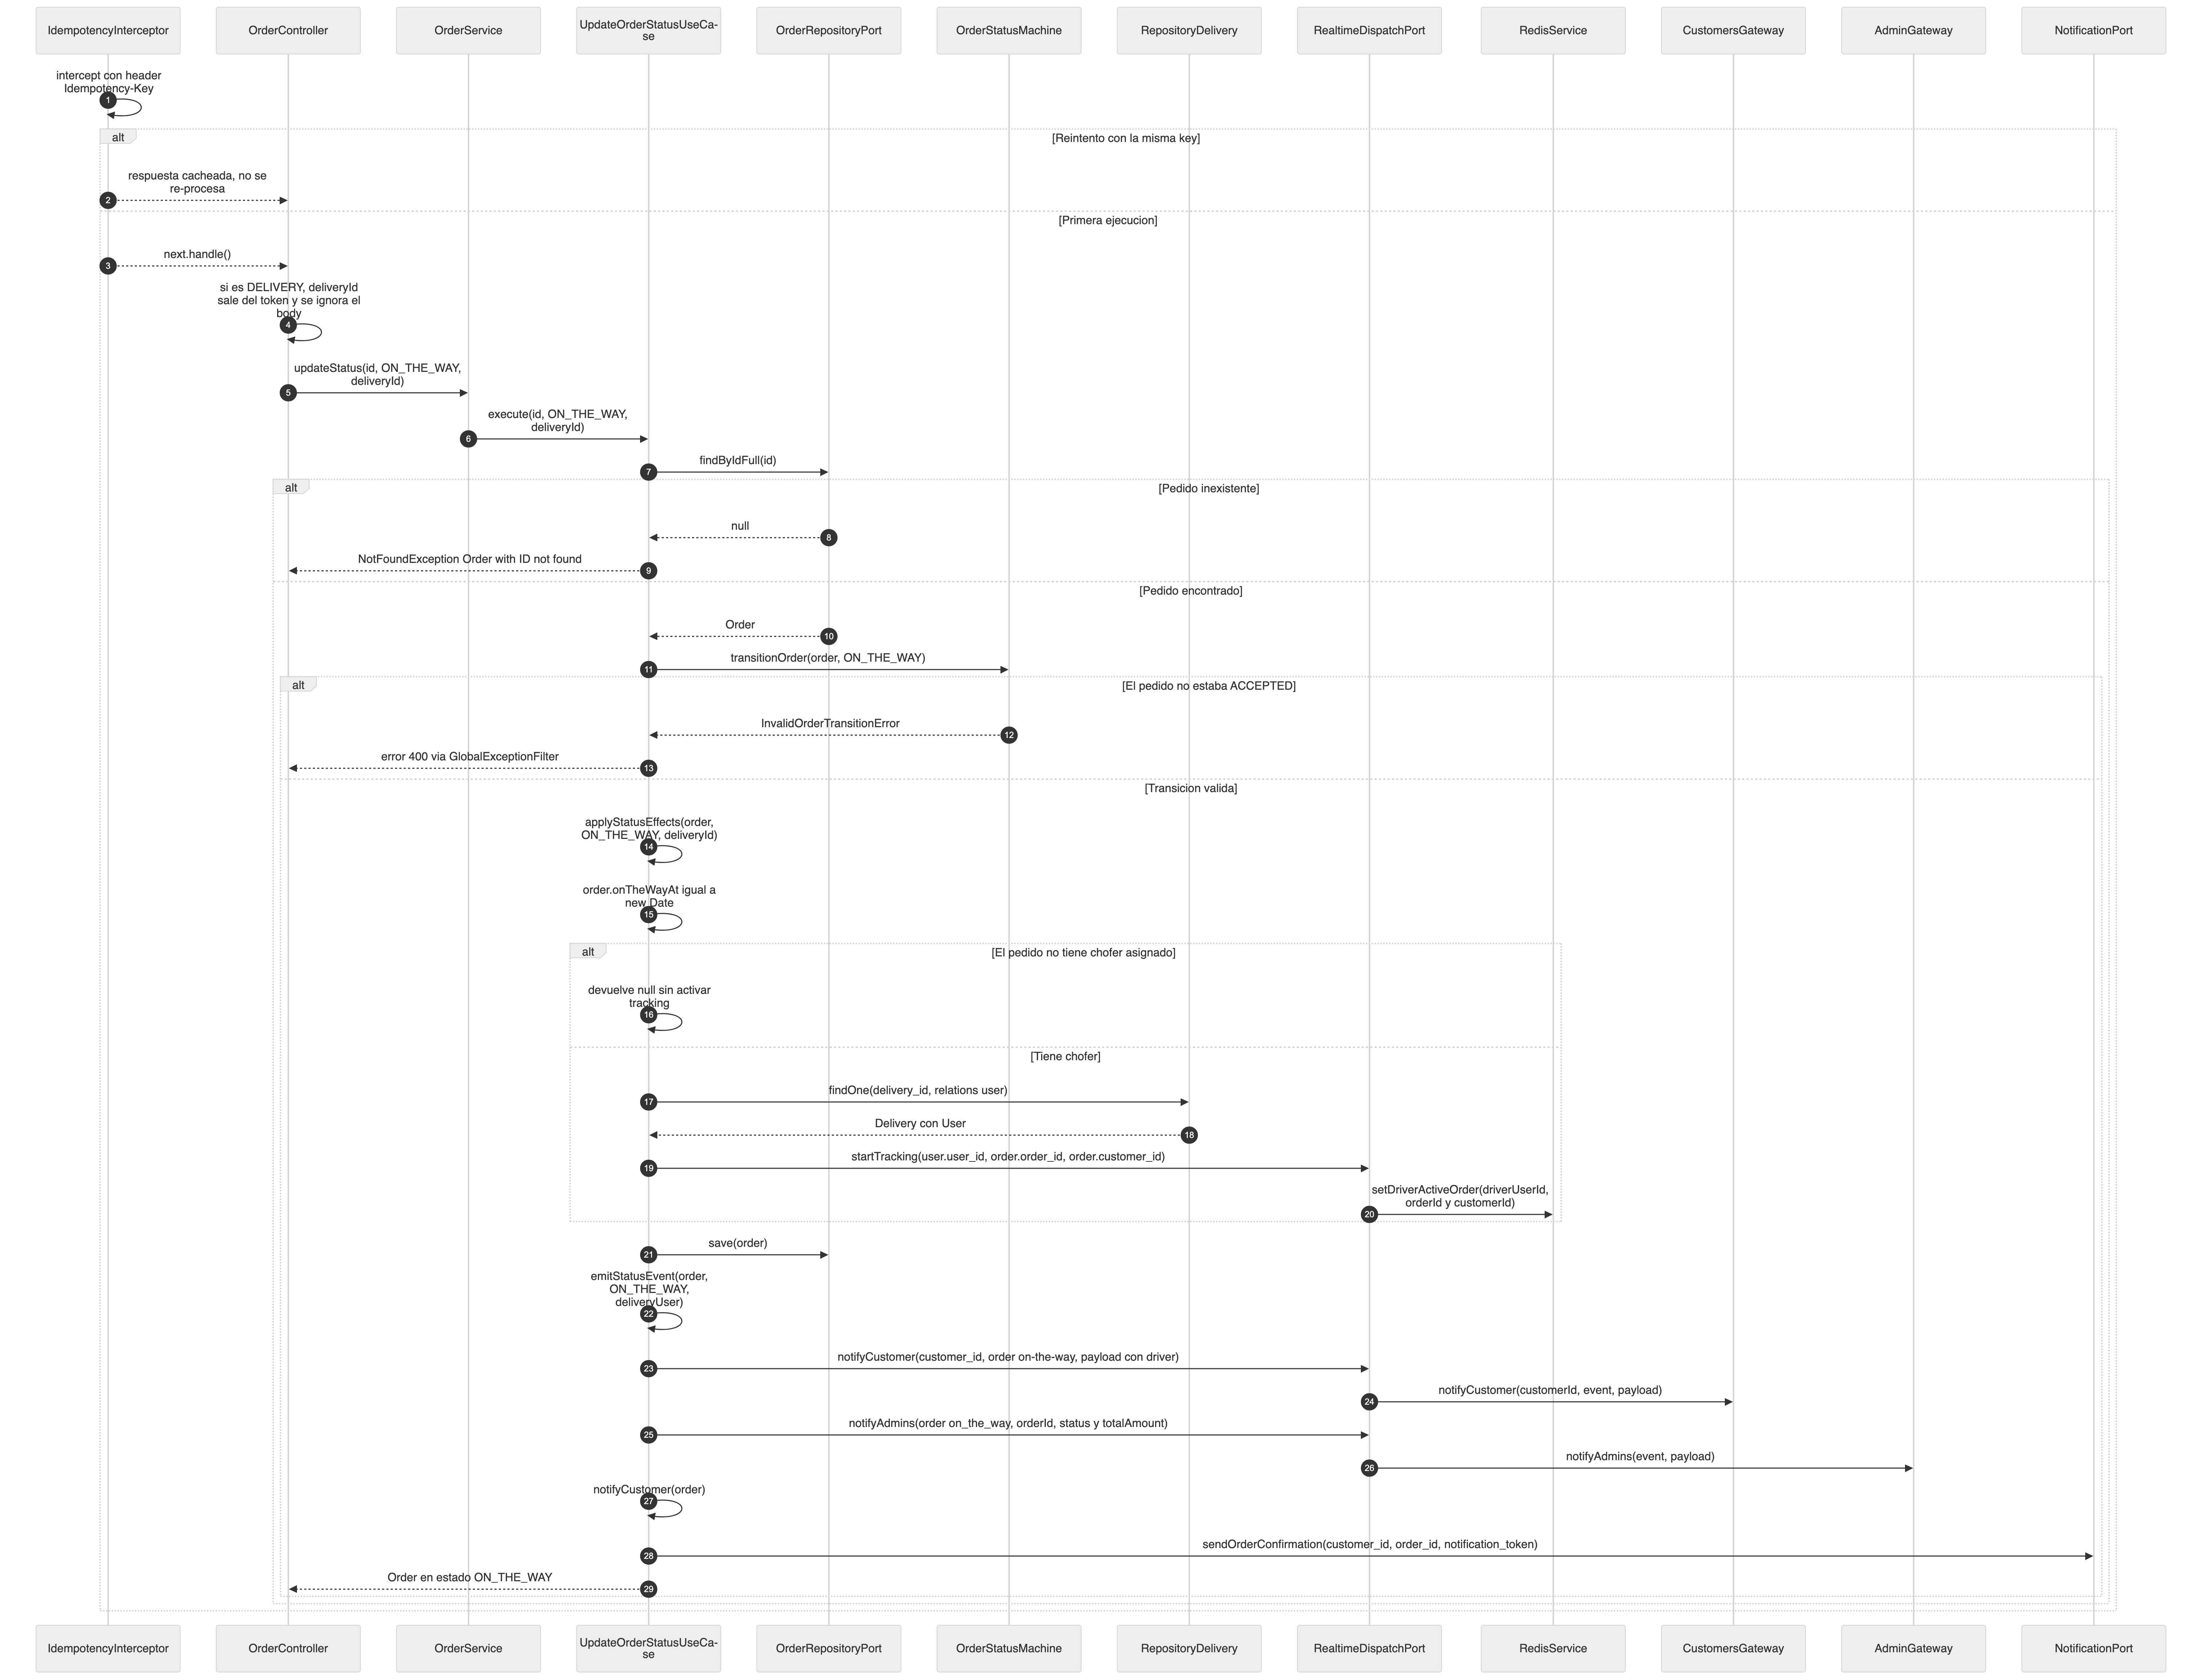 IdempotencyInterceptor
OrderController
OrderService
UpdateOrderStatusUseCa-
se
OrderRepositoryPort
OrderStatusMachine
RepositoryDelivery
RealtimeDispatchPort
RedisService
CustomersGateway
AdminGateway
NotificationPort
intercept con header
Idempotency-Key
1
alt
[Reintento con la misma key]
respuesta cacheada, no se
re-procesa
2
[Primera ejecucion]
next.handle()
3
si es DELIVERY, deliveryId
sale del token y se ignora el
body
4
updateStatus(id, ON_THE_WAY,
deliveryId)
5
execute(id, ON_THE_WAY,
deliveryId)
6
findByIdFull(id)
7
alt
[Pedido inexistente]
null
8
NotFoundException Order with ID not found
9
[Pedido encontrado]
Order
10
transitionOrder(order, ON_THE_WAY)
11
alt
[El pedido no estaba ACCEPTED]
InvalidOrderTransitionError
12
error 400 via GlobalExceptionFilter
13
[Transicion valida]
applyStatusEffects(order,
ON_THE_WAY, deliveryId)
14
order.onTheWayAt igual a
new Date
15
alt
[El pedido no tiene chofer asignado]
devuelve null sin activar
tracking
16
[Tiene chofer]
findOne(delivery_id, relations user)
17
Delivery con User
18
startTracking(user.user_id, order.order_id, order.customer_id)
19
setDriverActiveOrder(driverUserId,
orderId y customerId)
20
save(order)
21
emitStatusEvent(order,
ON_THE_WAY,
deliveryUser)
22
notifyCustomer(customer_id, order on-the-way, payload con driver)
23
notifyCustomer(customerId, event, payload)
24
notifyAdmins(order on_the_way, orderId, status y totalAmount)
25
notifyAdmins(event, payload)
26
notifyCustomer(order)
27
sendOrderConfirmation(customer_id, order_id, notification_token)
28
Order en estado ON_THE_WAY
29
IdempotencyInterceptor
OrderController
OrderService
UpdateOrderStatusUseCa-
se
OrderRepositoryPort
OrderStatusMachine
RepositoryDelivery
RealtimeDispatchPort
RedisService
CustomersGateway
AdminGateway
NotificationPort